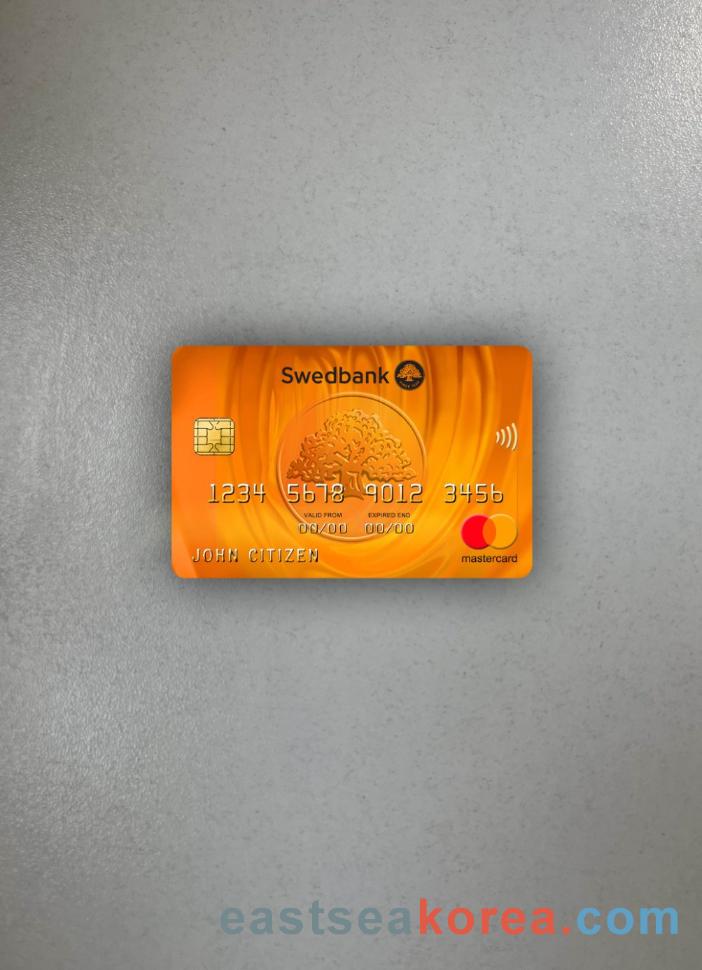 Swedbank
1234 5678 9012 3456
VALID FROM EXPIRED END
00/00 00/00
JOHN CITIZEN
mastercard
eastseakorea.com